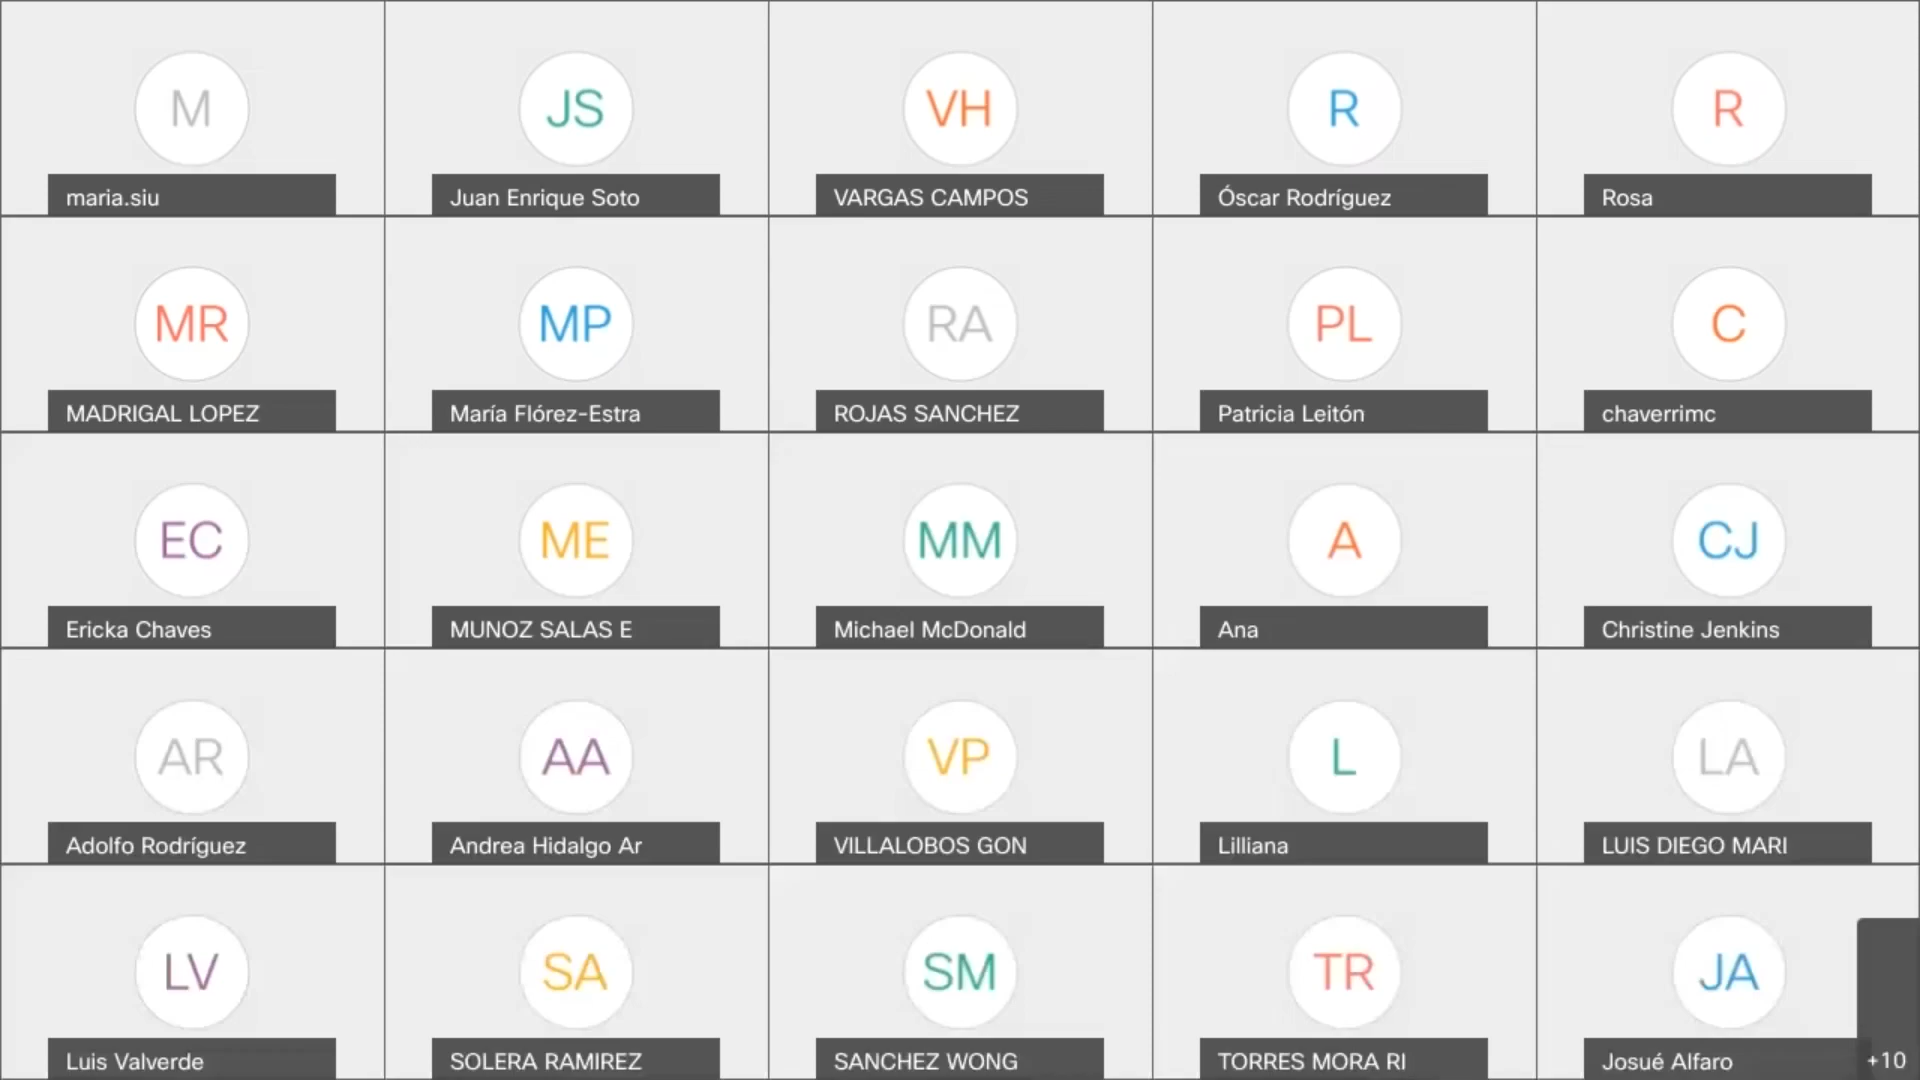 M
JS
VH
R
R
maria.siu
Juan Enrique Soto
VARGAS CAMPOS
Óscar Rodríguez
Rosa
MR
MP
RA
PL
C
MADRIGAL LOPEZ
María Flórez-Estra
ROJAS SANCHEZ
Patricia Leitón
chaverrimc
EC
ME
MM
A
CJ
Ericka Chaves
MUNOZ SALAS E
Michael McDonald
Ana
Christine Jenkins
AR
AA
VP
L
LA
Adolfo Rodríguez
Andrea Hidalgo Ar
VILLALOBOS GON
Lilliana
LUIS DIEGO MARI
LV
SA
SM
TR
JA
Luis Valverde
SOLERA RAMIREZ
SANCHEZ WONG
TORRES MORA RI
Josué Alfaro
+10